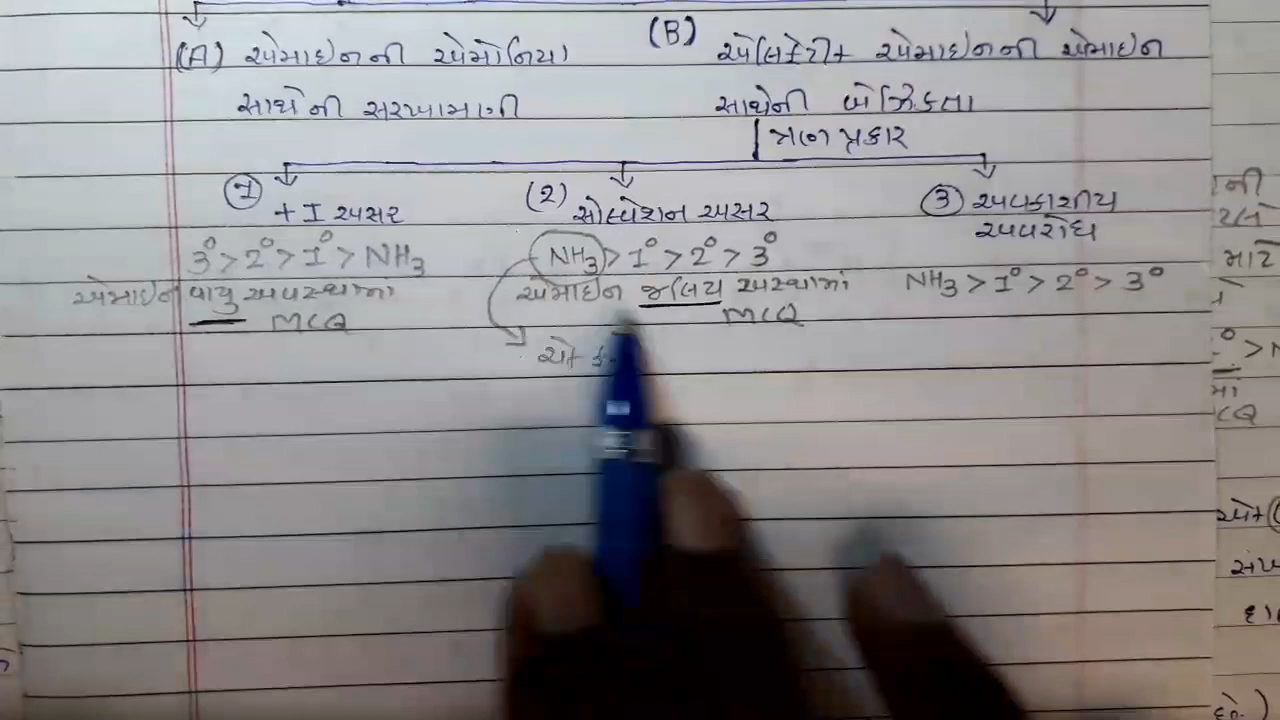 (A) એમાઇનની એમોનિયા
સાથેની સરખામણી
(B) એલિફેટીક એમાઇનની એમાઇન
સાથેની બેઝિકતા
ત્રણ પ્રકાર
① +I અસર
3° > 2° > 1° > NH₃
એમાઇન વાયુ અવસ્થામાં
MCQ
(2) સોલ્વેશન અસર
NH₃ > 1° > 2° > 3°
એમાઇન જલિય અવસ્થામાં
MCQ
③ અવકાશીય
અવરોધ
NH₃ > 1° > 2° > 3°